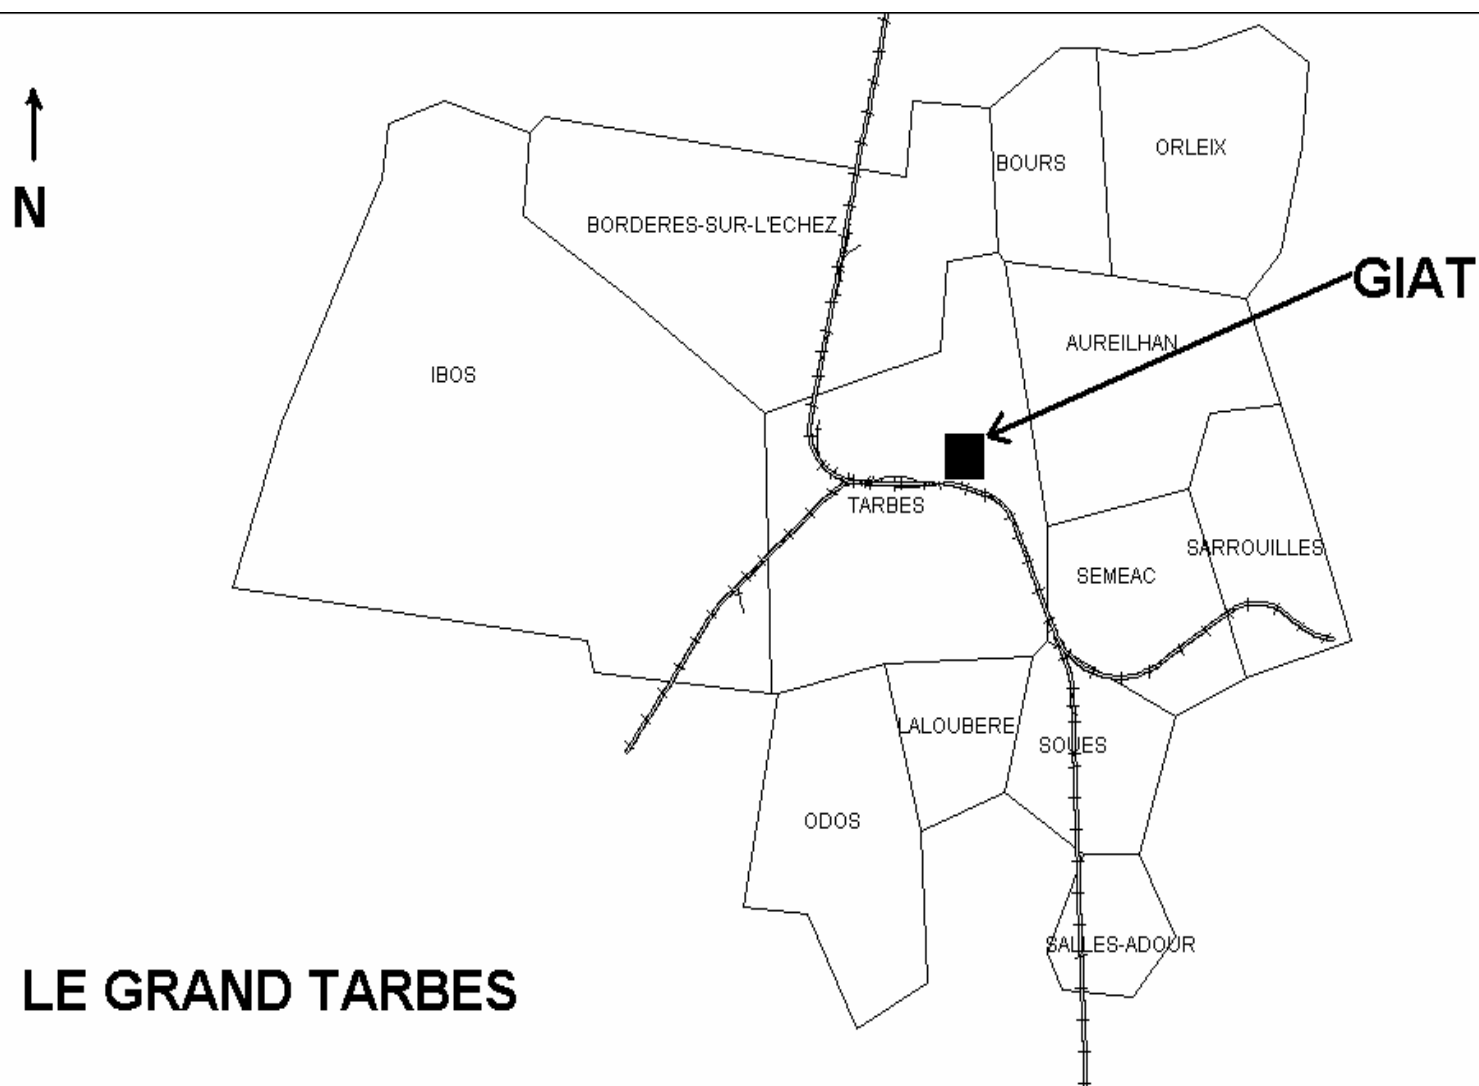 ORLEIX
BOURS
N
BORDERES-SUR-L'ECHEZ
GIAT
AUREILHAN
IBOS
TARBES
SARROUILLES
SEMEAC
LALOUBERE
SOUES
ODOS
SALLES-ADOUR
LE GRAND TARBES